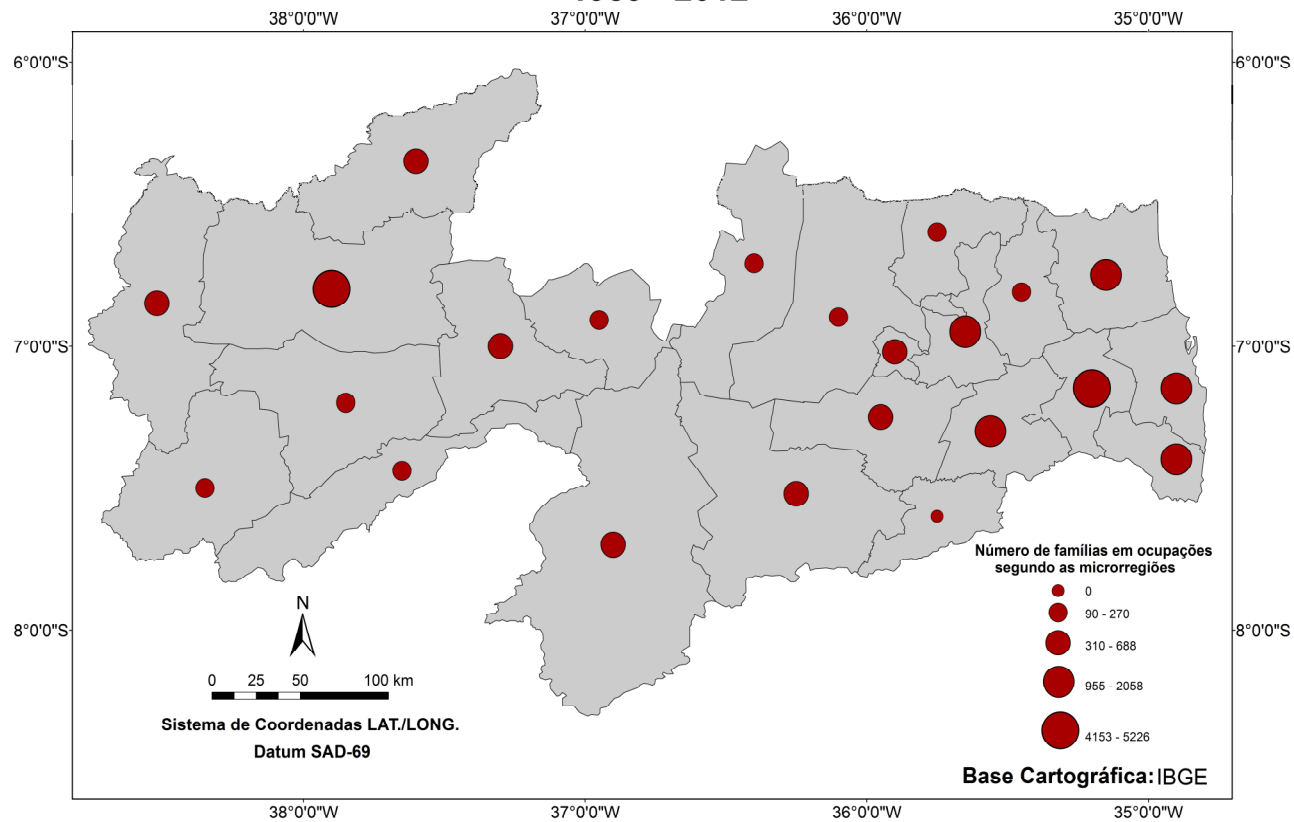 38°0'0"W 37°0'0"W 36°0'0"W 35°0'0"W
6°0'0"S 6°0'0"S
7°0'0"S 7°0'0"S
8°0'0"S 8°0'0"S
Número de famílias em ocupações
segundo as microrregiões
0
90 - 270
310 - 688
955 - 2058
4153 - 5226
N
0 25 50 100 km
Sistema de Coordenadas LAT./LONG.
Datum SAD-69
Base Cartográfica: IBGE
38°0'0"W 37°0'0"W 36°0'0"W 35°0'0"W